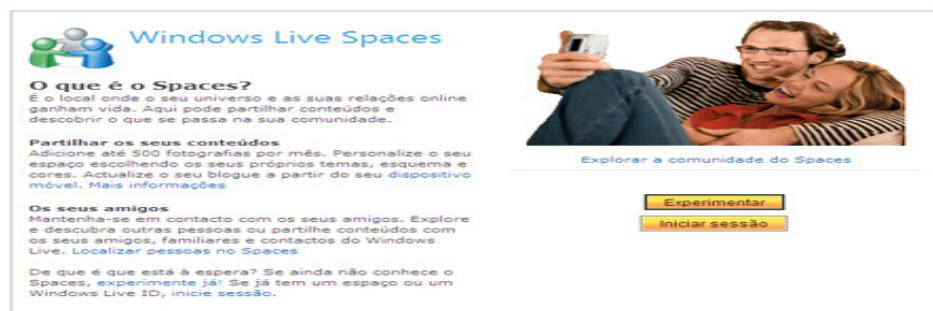 Windows Live Spaces
O que é o Spaces?
É o local onde o seu universo e as suas relações online
ganham vida. Aqui pode partilhar conteúdos e
descobrir o que se passa na sua comunidade.
Partilhar os seus conteúdos
Adicione até 500 fotografias por mês. Personalize o seu
espaço escolhendo os seus próprios temas, esquema e
cores. Actualize o seu blogue a partir do seu dispositivo
móvel. Mais informações
Os seus amigos
Mantenha-se em contacto com os seus amigos. Explore
e descubra outras pessoas ou partilhe conteúdos com
os seus amigos, familiares e contactos do Windows
Live. Localizar pessoas no Spaces
De que é que está à espera? Se ainda não conhece o
Spaces, experimente já! Se já tem um espaço ou um
Windows Live ID, inicie sessão.
Explorar a comunidade do Spaces
Experimentar
Iniciar sessão